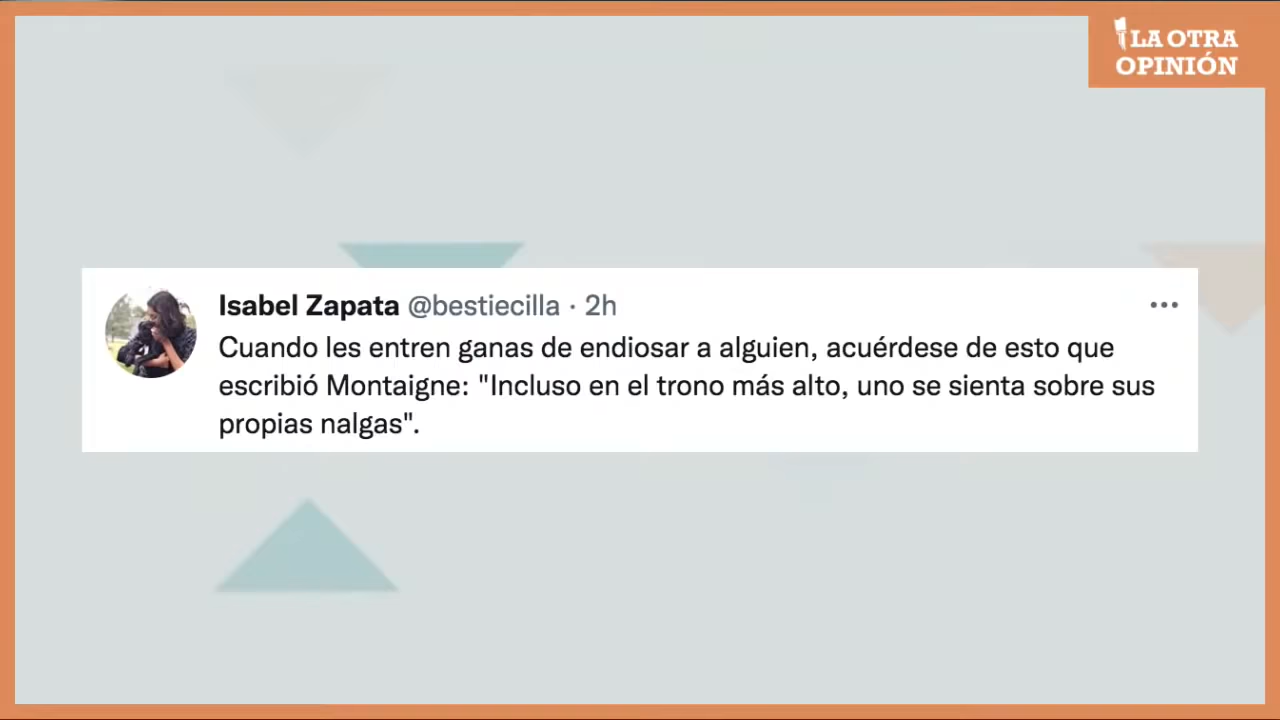 LA OTRA
OPINIÓN
Isabel Zapata @bestiecilla · 2h
Cuando les entren ganas de endiosar a alguien, acuérdese de esto que
escribió Montaigne: "Incluso en el trono más alto, uno se sienta sobre sus
propias nalgas".